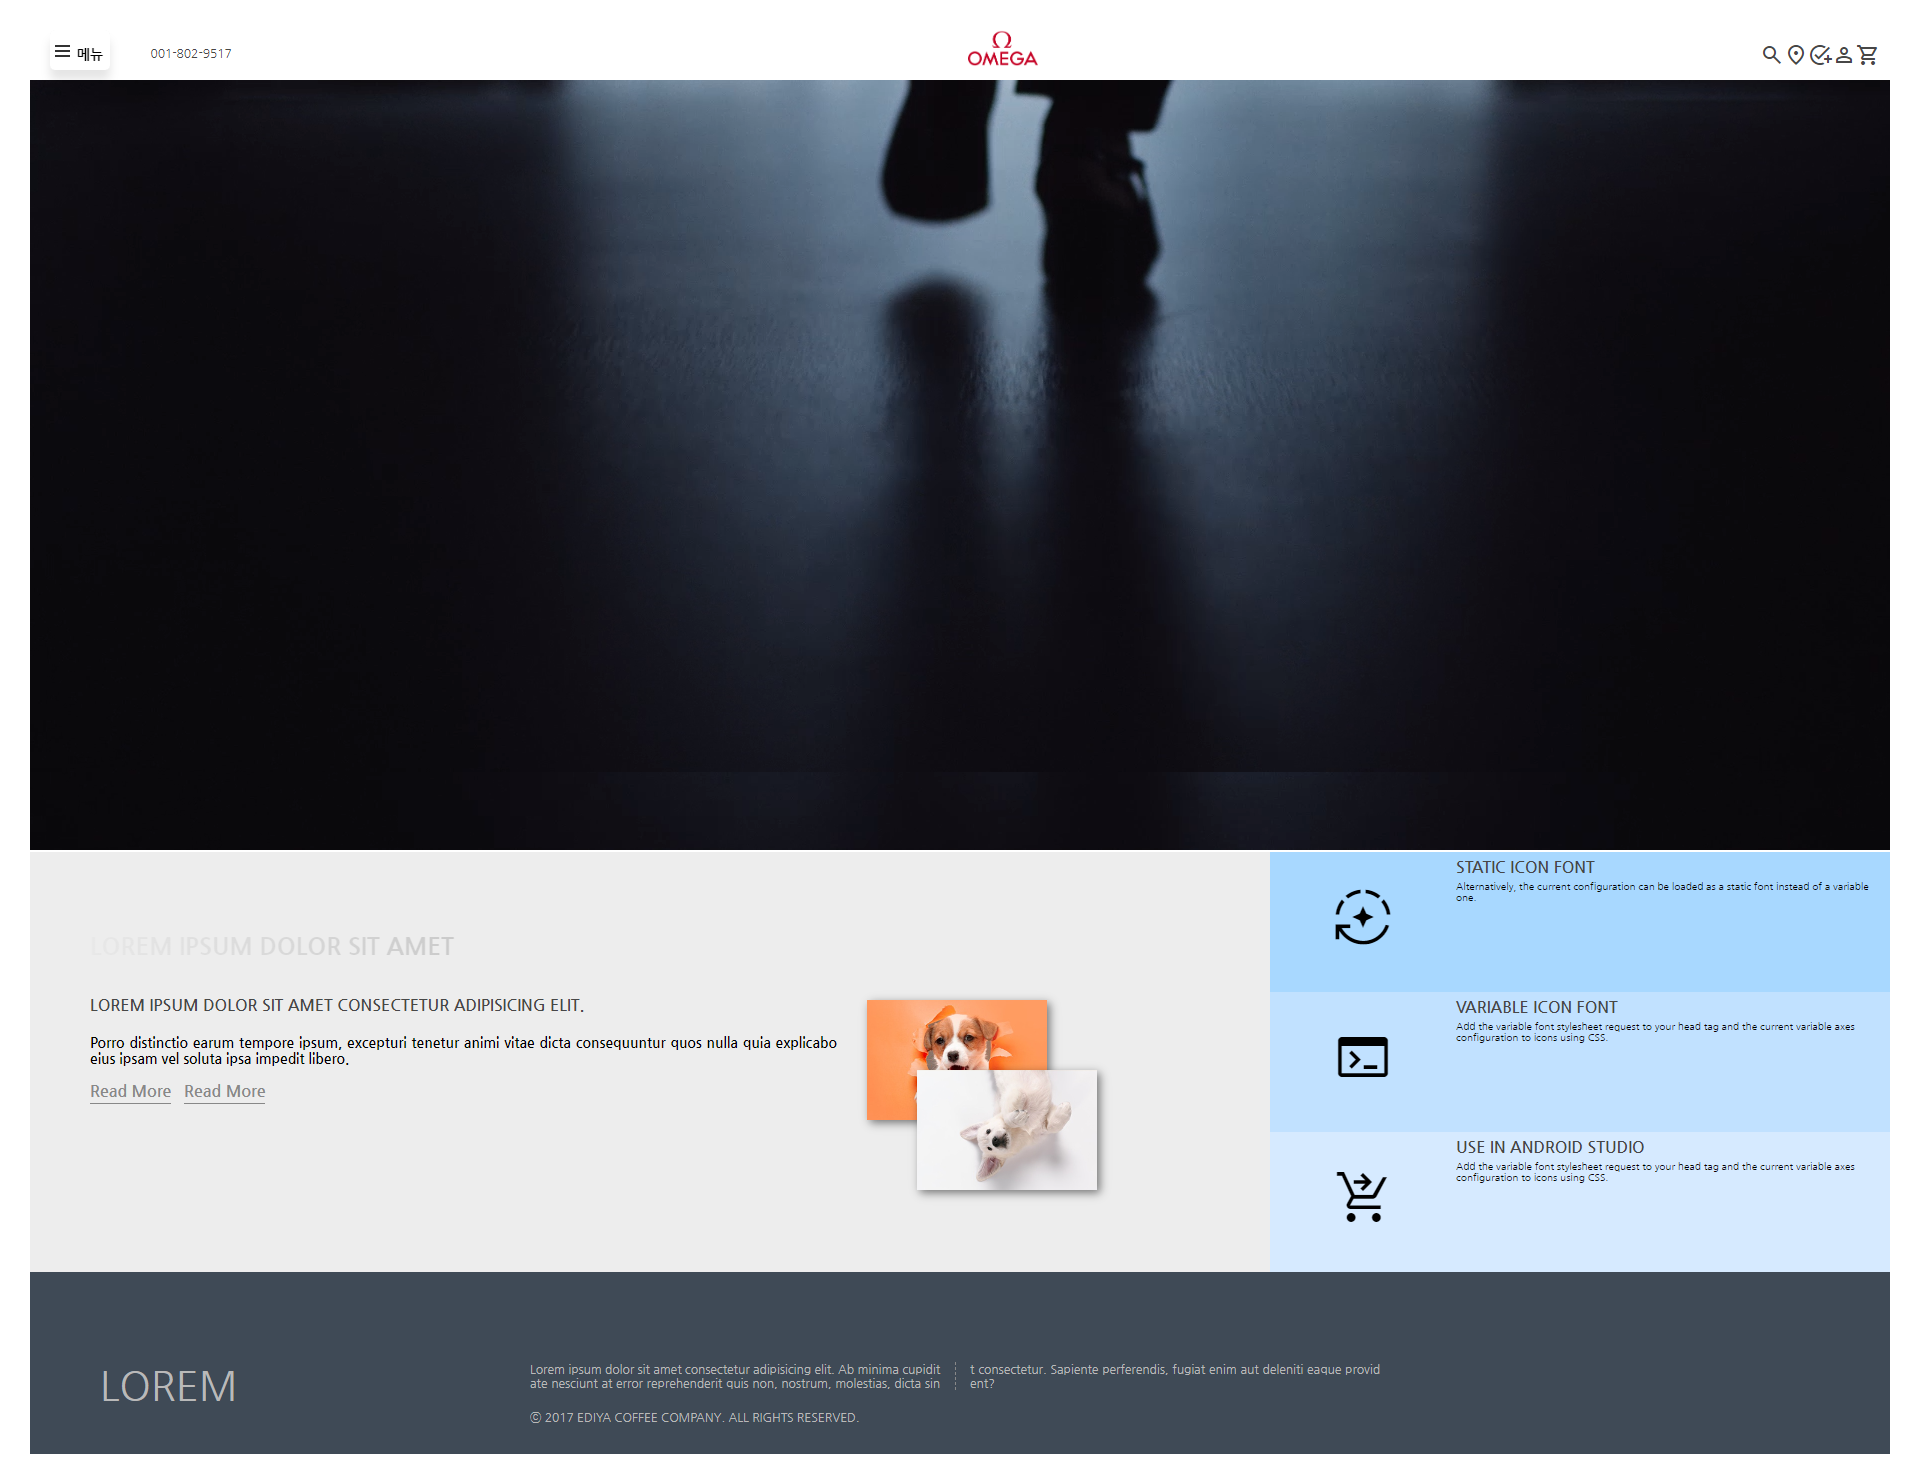 메뉴
001-802-9517
Ω
OMEGA
LOREM IPSUM DOLOR SIT AMET
LOREM IPSUM DOLOR SIT AMET CONSECTETUR ADIPISICING ELIT.
Porro distinctio earum tempore ipsum, excepturi tenetur animi vitae dicta consequuntur quos nulla quia explicabo
eius ipsam vel soluta ipsa impedit libero.
Read More Read More
STATIC ICON FONT
Alternatively, the current configuration can be loaded as a static font instead of a variable
one.
VARIABLE ICON FONT
Add the variable font stylesheet request to your head tag and the current variable axes
configuration to icons using CSS.
USE IN ANDROID STUDIO
Add the variable font stylesheet request to your head tag and the current variable axes
configuration to icons using CSS.
LOREM
Lorem ipsum dolor sit amet consectetur adipisicing elit. Ab minima cupidit
ate nesciunt at error reprehenderit quis non, nostrum, molestias, dicta sin
t consectetur. Sapiente perferendis, fugiat enim aut deleniti eaque provid
ent?
ⓒ 2017 EDIYA COFFEE COMPANY. ALL RIGHTS RESERVED.